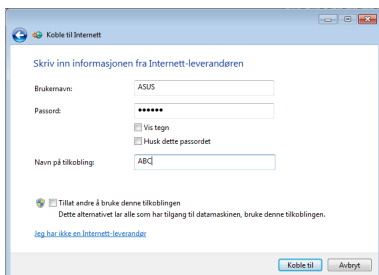 Koble til Internett
Skriv inn informasjonen fra Internett-leverandøren
Brukernavn: ASUS
Passord: ••••••
Vis tegn
Husk dette passordet
Navn på tilkobling: ABC
Tillat andre å bruke denne tilkoblingen
Dette alternativet lar alle som har tilgang til datamaskinen, bruke denne tilkoblingen.
Jeg har ikke en Internett-leverandør
Koble til Avbryt